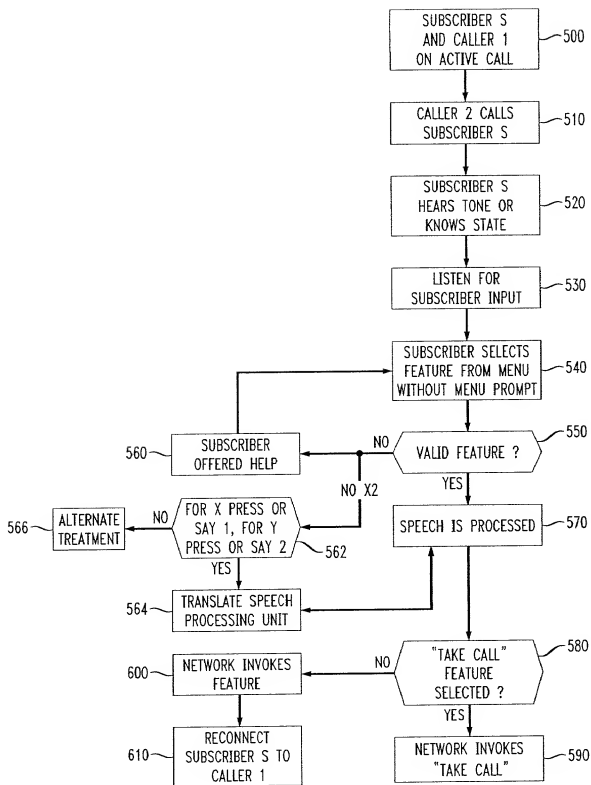 SUBSCRIBER S
AND CALLER 1
ON ACTIVE CALL
500
CALLER 2 CALLS
SUBSCRIBER S
510
SUBSCRIBER S
HEARS TONE OR
KNOWS STATE
520
LISTEN FOR
SUBSCRIBER INPUT
530
SUBSCRIBER SELECTS
FEATURE FROM MENU
WITHOUT MENU PROMPT
540
VALID FEATURE ?
550
NO
YES
560
SUBSCRIBER
OFFERED HELP
NO X2
FOR X PRESS OR
SAY 1, FOR Y
PRESS OR SAY 2
562
NO
YES
566
ALTERNATE
TREATMENT
SPEECH IS PROCESSED
570
564
TRANSLATE SPEECH
PROCESSING UNIT
"TAKE CALL"
FEATURE
SELECTED ?
580
NO
YES
600
NETWORK INVOKES
FEATURE
610
RECONNECT
SUBSCRIBER S TO
CALLER 1
NETWORK INVOKES
"TAKE CALL"
590